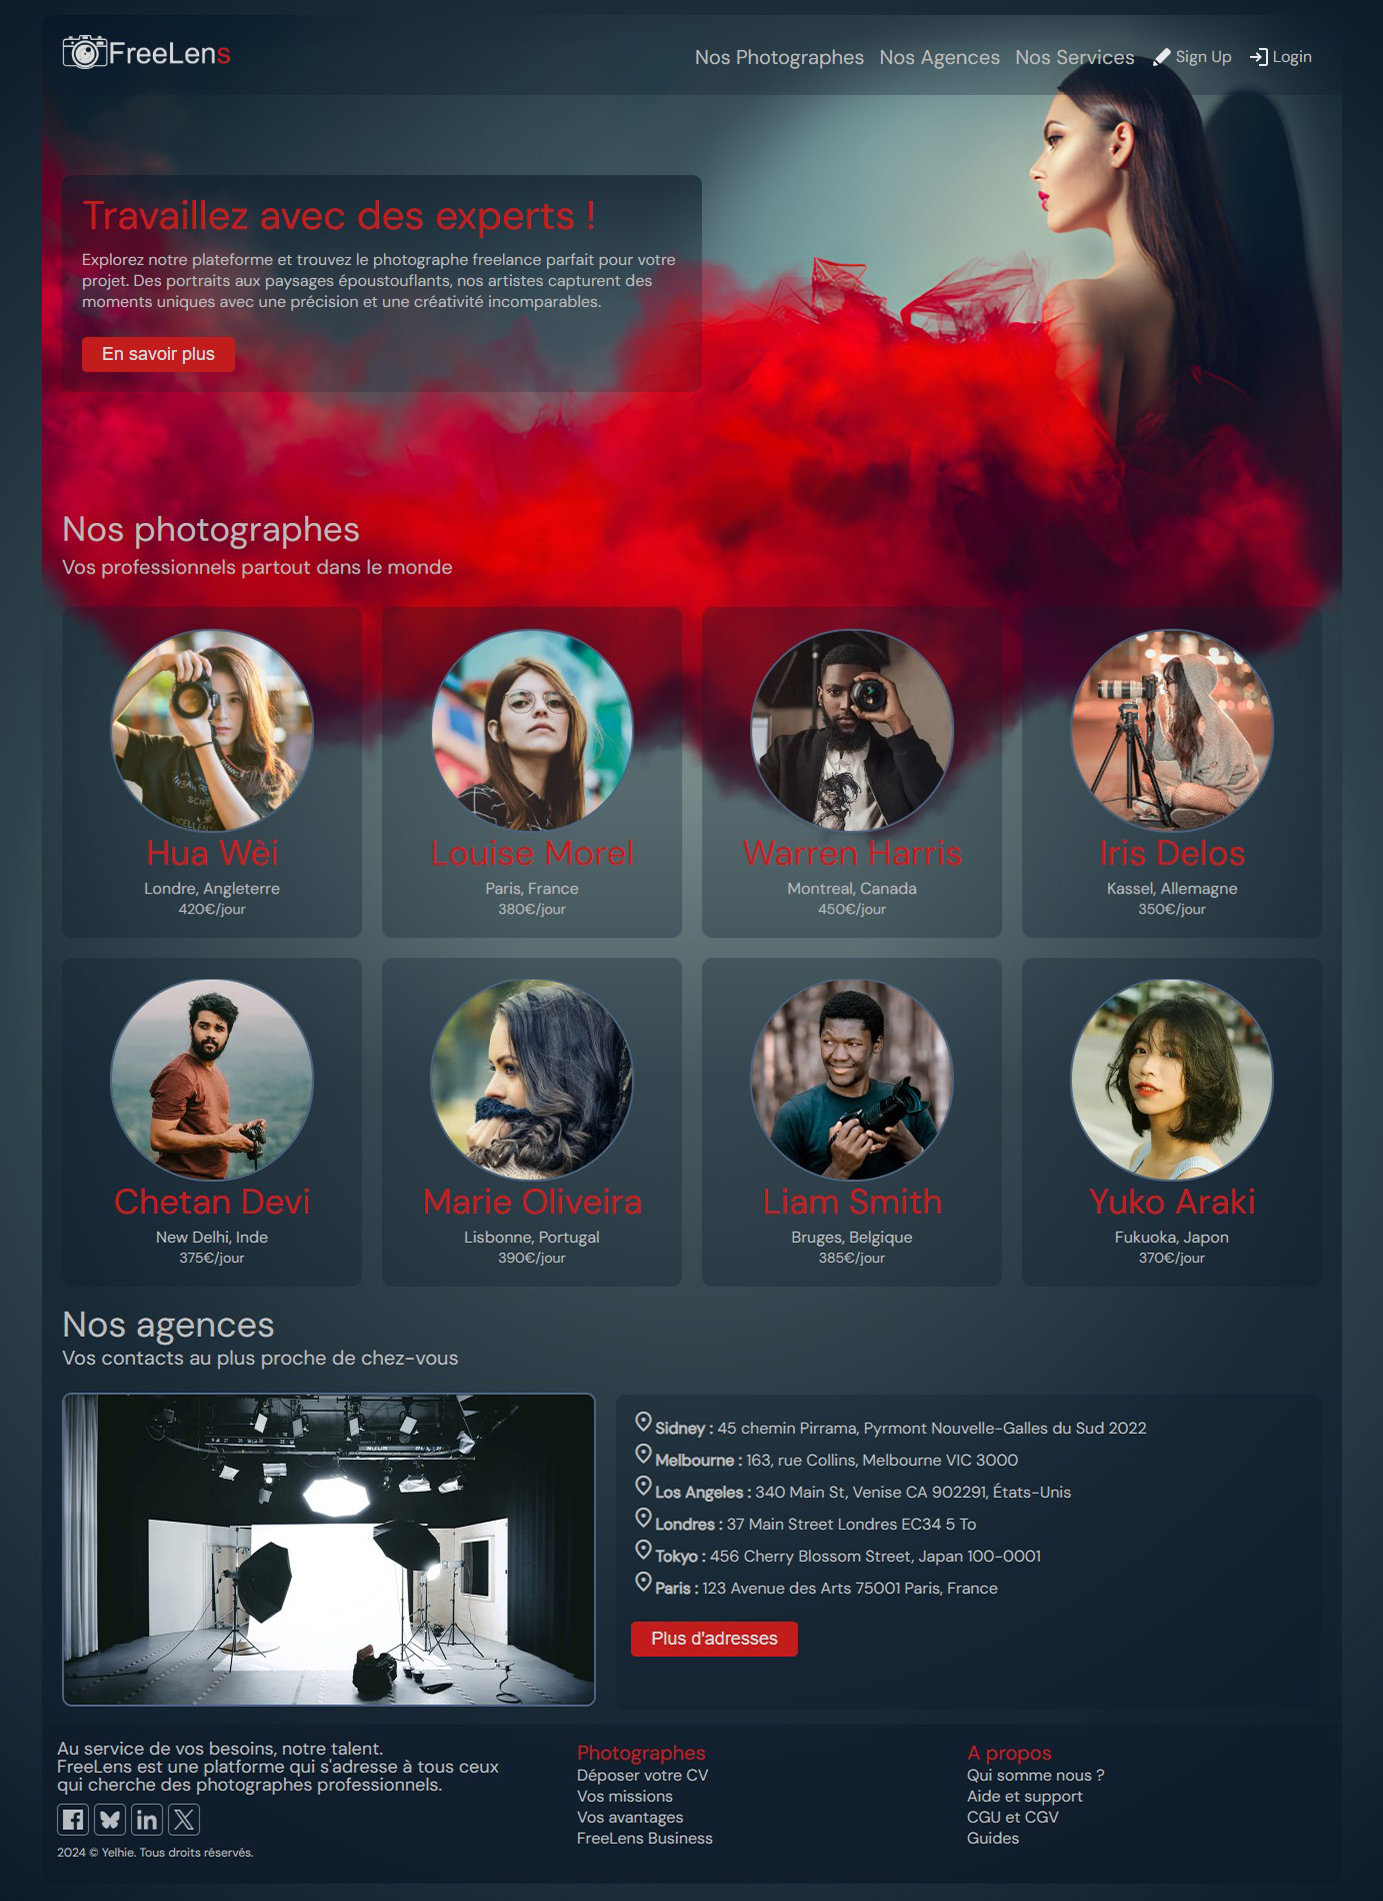 FreeLens
Nos Photographes
Nos Agences
Nos Services
Sign Up
Login
Travaillez avec des experts !
Explorez notre plateforme et trouvez le photographe freelance parfait pour votre
projet. Des portraits aux paysages époustouflants, nos artistes capturent des
moments uniques avec une précision et une créativité incomparables.
En savoir plus
Nos photographes
Vos professionnels partout dans le monde
Hua Wèi
Londre, Angleterre
420€/jour
Louise Morel
Paris, France
380€/jour
Warren Harris
Montreal, Canada
450€/jour
Iris Delos
Kassel, Allemagne
350€/jour
Chetan Devi
New Delhi, Inde
375€/jour
Marie Oliveira
Lisbonne, Portugal
390€/jour
Liam Smith
Bruges, Belgique
385€/jour
Yuko Araki
Fukuoka, Japon
370€/jour
Nos agences
Vos contacts au plus proche de chez-vous
Sidney : 45 chemin Pirrama, Pyrmont Nouvelle-Galles du Sud 2022
Melbourne : 163, rue Collins, Melbourne VIC 3000
Los Angeles : 340 Main St, Venise CA 902291, États-Unis
Londres : 37 Main Street Londres EC34 5 To
Tokyo : 456 Cherry Blossom Street, Japan 100-0001
Paris : 123 Avenue des Arts 75001 Paris, France
Plus d'adresses
Au service de vos besoins, notre talent.
FreeLens est une platforme qui s'adresse à tous ceux
qui cherche des photographes professionnels.
2024 © Yelhie. Tous droits réservés.
Photographes
Déposer votre CV
Vos missions
Vos avantages
FreeLens Business
A propos
Qui somme nous ?
Aide et support
CGU et CGV
Guides